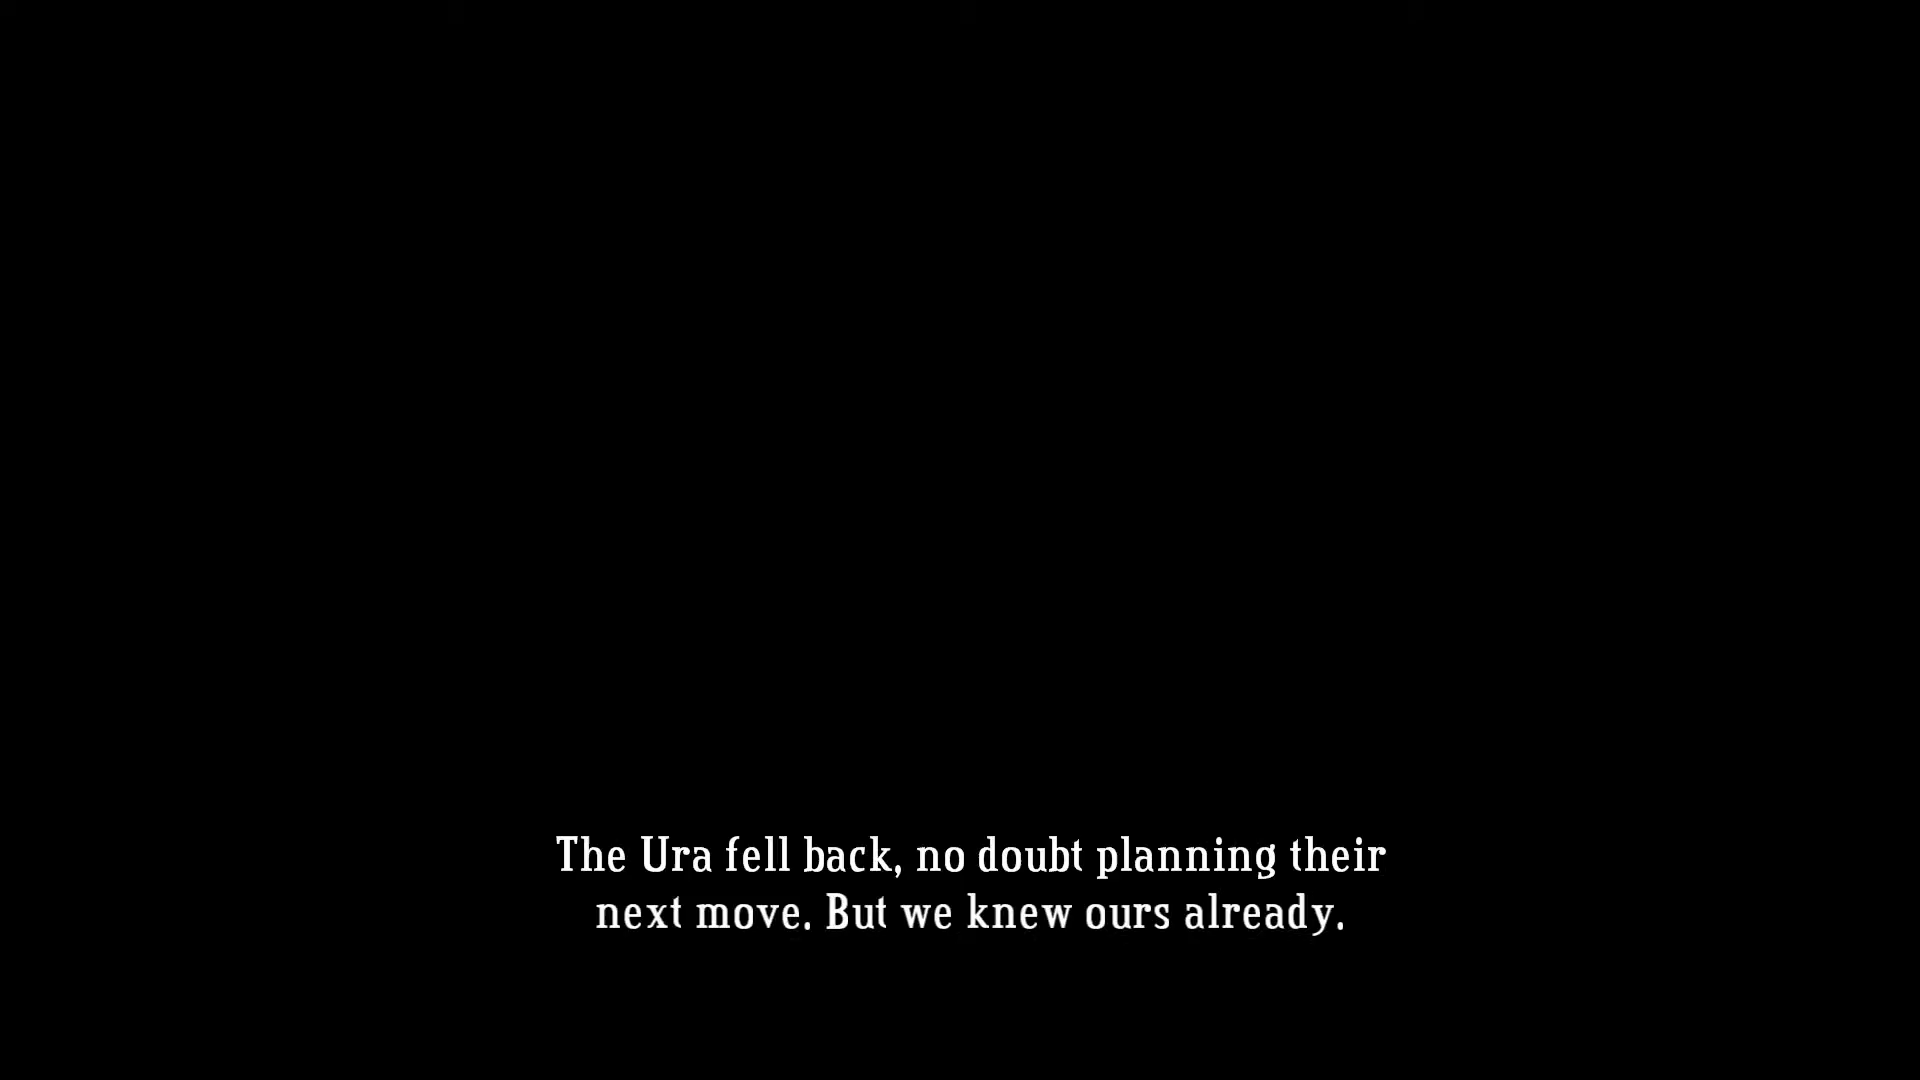 The Ura fell back, no doubt planning their
next move. But we knew ours already.